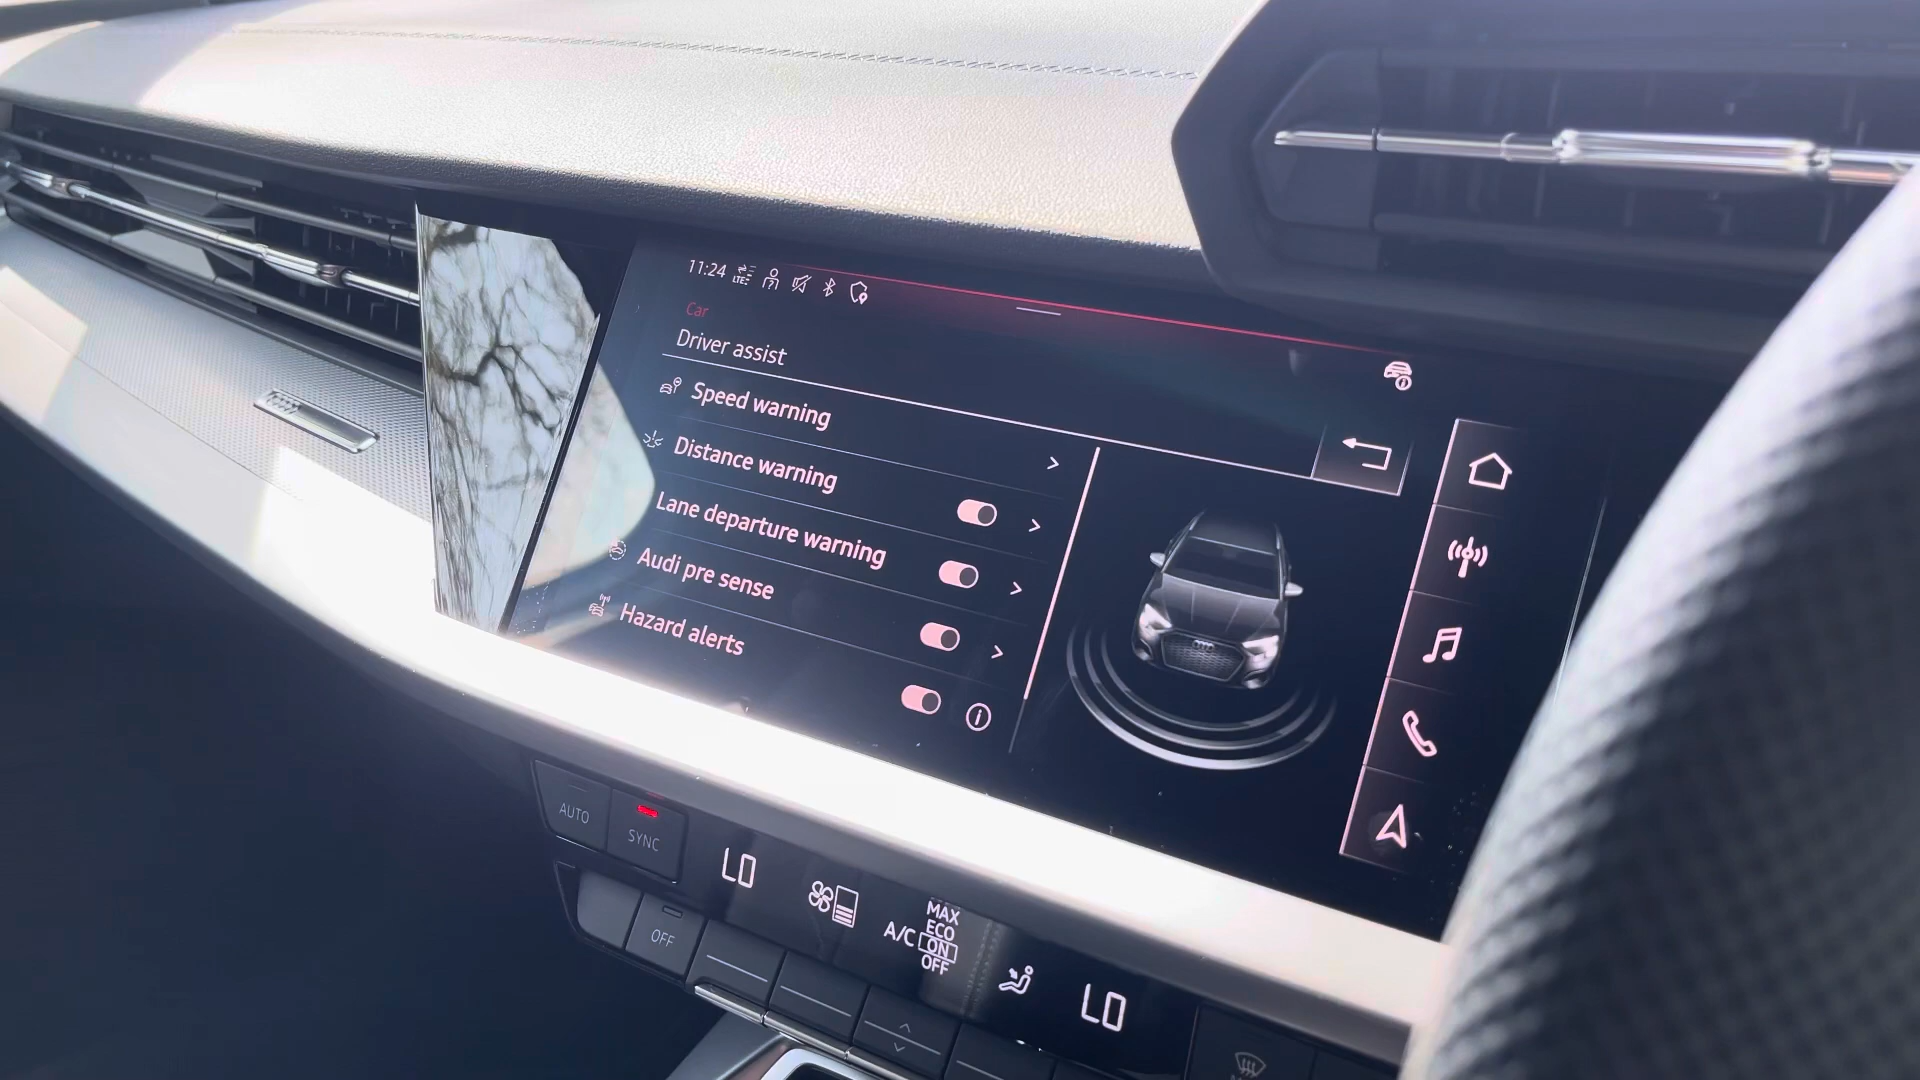 11:24
LTE
Car
Driver assist
Speed warning
Distance warning
Lane departure warning
Audi pre sense
Hazard alerts
AUTO
SYNC
LO
A/C
MAX
ECO
ON
OFF
LO
OFF